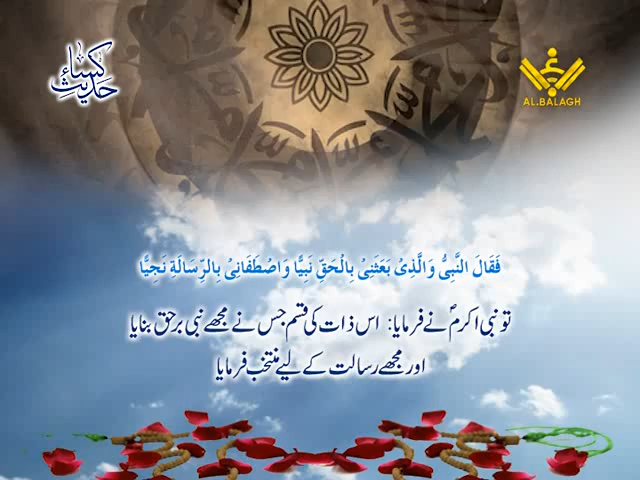 حدیث کساء
AL.BALAGH
فَقَالَ النَّبِیُّ وَالَّذِیْ بَعَثَنِیْ بِالْحَقِّ نَبِیًّا وَاصْطَفَانِیْ بِالرِّسَالَةِ نَجِیًّا
تو نبی اکرمؐ نے فرمایا: اس ذات کی قسم جس نے مجھے نبی برحق بنایا
اور مجھے رسالت کے لیے منتخب فرمایا